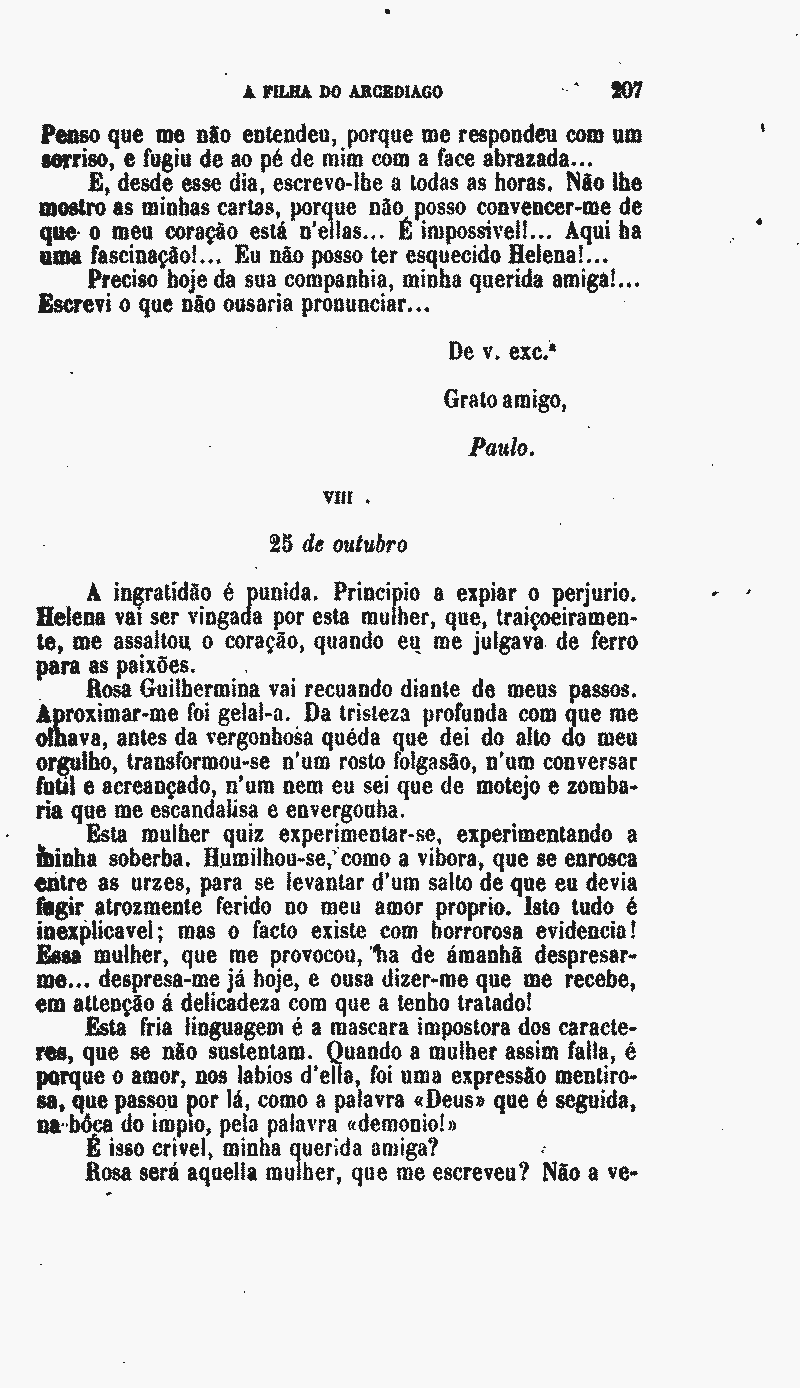 A FILHA DO ARCEDIAGO 207
Penso que me não entendeu, porque me respondeu com um
sorriso, e fugiu de ao pé de mim com a face abrazada...
E, desde esse dia, escrevo-lhe a todas as horas. Não lhe
mostro as minhas cartas, porque não posso convencer-me de
que o meu coração está n'ellas... É impossivel!... Aqui ha
uma fascinação!... Eu não posso ter esquecido Helena!...
Preciso hoje da sua companhia, minha querida amiga!...
Escrevi o que não ousaria pronunciar...
De v. exc.ª
Grato amigo,
Paulo.
VIII
25 de outubro
A ingratidão é punida. Principio a expiar o perjurio.
Helena vai ser vingada por esta mulher, que, traiçoeiramen-
te, me assaltou o coração, quando eu me julgava de ferro
para as paixões.
Rosa Guilhermina vai recuando diante de meus passos.
Aproximar-me foi gelal-a. Da tristeza profunda com que me
olhava, antes da vergonhosa quéda que dei do alto do meu
orgulho, transformou-se n'um rosto folgasão, n'um conversar
futil e acreançado, n'um nem eu sei que de motejo e zomba-
ria que me escandalisa e envergonha.
Esta mulher quiz experimentar-se, experimentando a
minha soberba. Humilhou-se, como a vibora, que se enrosca
entre as urzes, para se levantar d'um salto de que eu devia
fugir atrozmente ferido no meu amor proprio. Isto tudo é
inexplicavel; mas o facto existe com horrorosa evidencia!
Essa mulher, que me provocou, ha de ámanhã despresar-
me... despresa-me já hoje, e ousa dizer-me que me recebe,
em attenção á delicadeza com que a tenho tratado!
Esta fria linguagem é a mascara impostora dos caracte-
res, que se não sustentam. Quando a mulher assim falla, é
porque o amor, nos labios d'ella, foi uma expressão mentiro-
sa, que passou por lá, como a palavra «Deus» que é seguida,
na bôca do impio, pela palavra «demonio!»
É isso crivel, minha querida amiga?
Rosa será aquella mulher, que me escreveu? Não a ve-